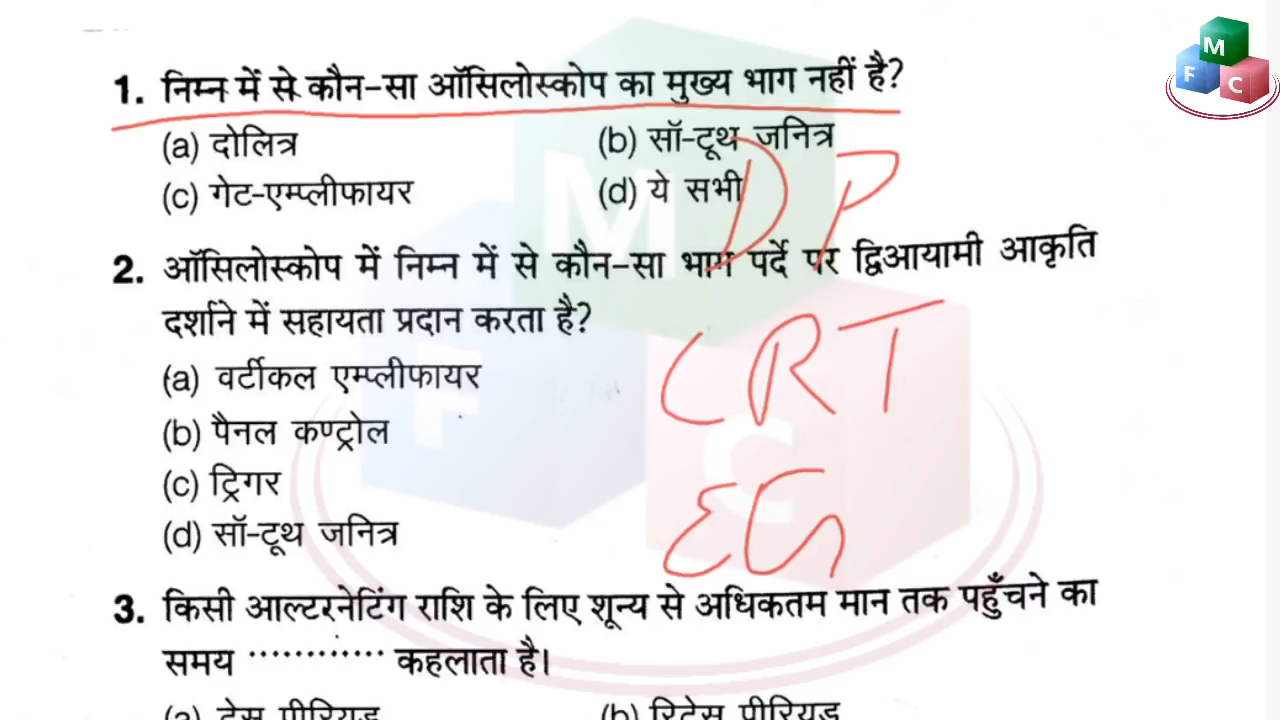 M
F C
1. निम्न में से कौन-सा ऑसिलोस्कोप का मुख्य भाग नहीं है?
(a) दोलित्र (b) सॉ-टूथ जनित्र
(c) गेट-एम्प्लीफायर (d) ये सभी
DP
2. ऑसिलोस्कोप में निम्न में से कौन-सा भाग पर्दे पर द्विआयामी आकृति
दर्शाने में सहायता प्रदान करता है?
CRT
(a) वर्टीकल एम्प्लीफायर
(b) पैनल कण्ट्रोल
(c) ट्रिगर
EG
(d) सॉ-टूथ जनित्र
3. किसी आल्टरनेटिंग राशि के लिए शून्य से अधिकतम मान तक पहुँचने का
समय ............ कहलाता है।
(a) ट्रेस पीरियड (b) रिट्रेस पीरियड